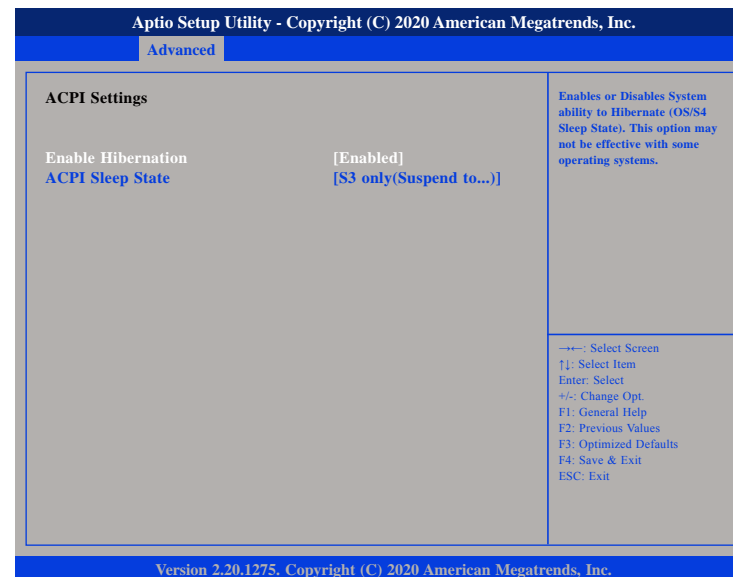 Aptio Setup Utility - Copyright (C) 2020 American Megatrends, Inc.
Advanced
ACPI Settings
Enable Hibernation [Enabled]
ACPI Sleep State [S3 only(Suspend to...)]
Enables or Disables System
ability to Hibernate (OS/S4
Sleep State). This option may
not be effective with some
operating systems.
→←: Select Screen
↑↓: Select Item
Enter: Select
+/-: Change Opt.
F1: General Help
F2: Previous Values
F3: Optimized Defaults
F4: Save & Exit
ESC: Exit
Version 2.20.1275. Copyright (C) 2020 American Megatrends, Inc.